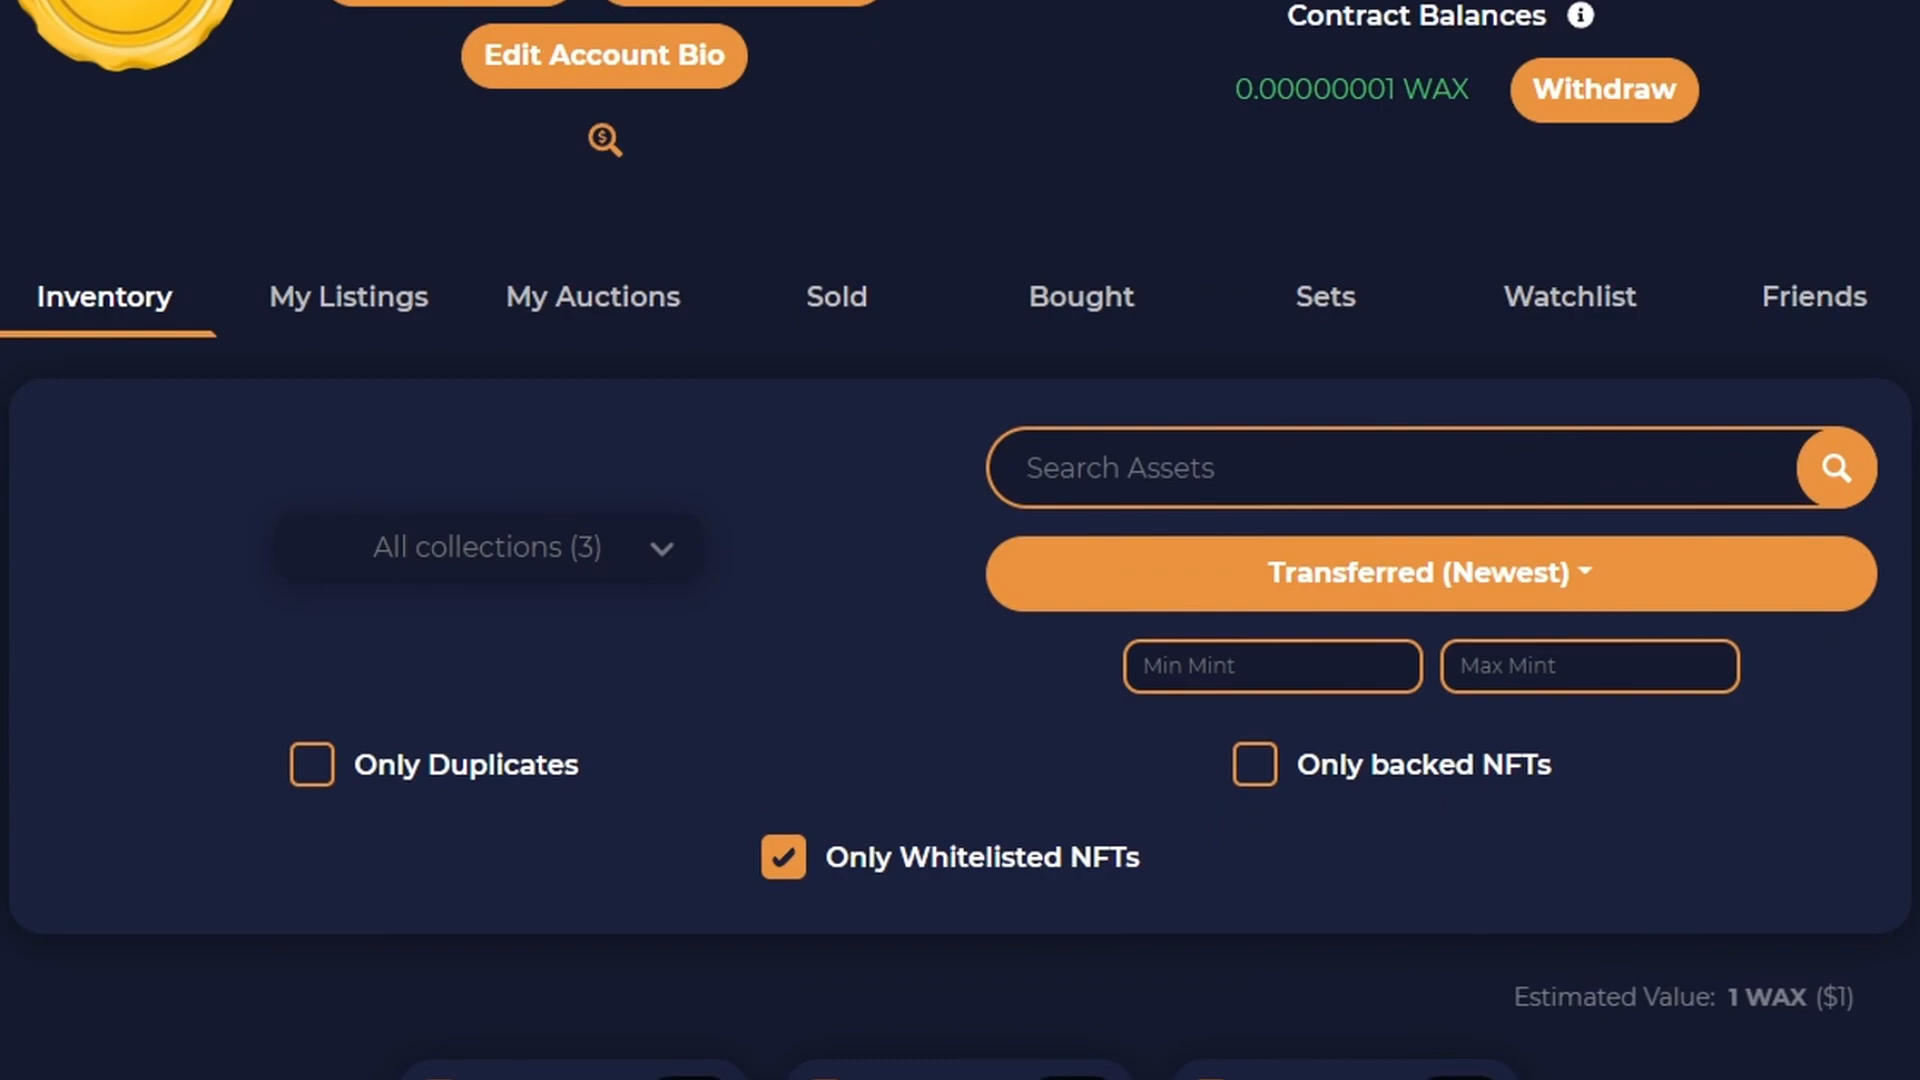 Contract Balances
Edit Account Bio
0.00000001 WAX
Withdraw
Inventory
My Listings
My Auctions
Sold
Bought
Sets
Watchlist
Friends
Search Assets
All collections (3)
Transferred (Newest)
Min Mint
Max Mint
Only Duplicates
Only backed NFTs
Only Whitelisted NFTs
Estimated Value: 1 WAX ($1)